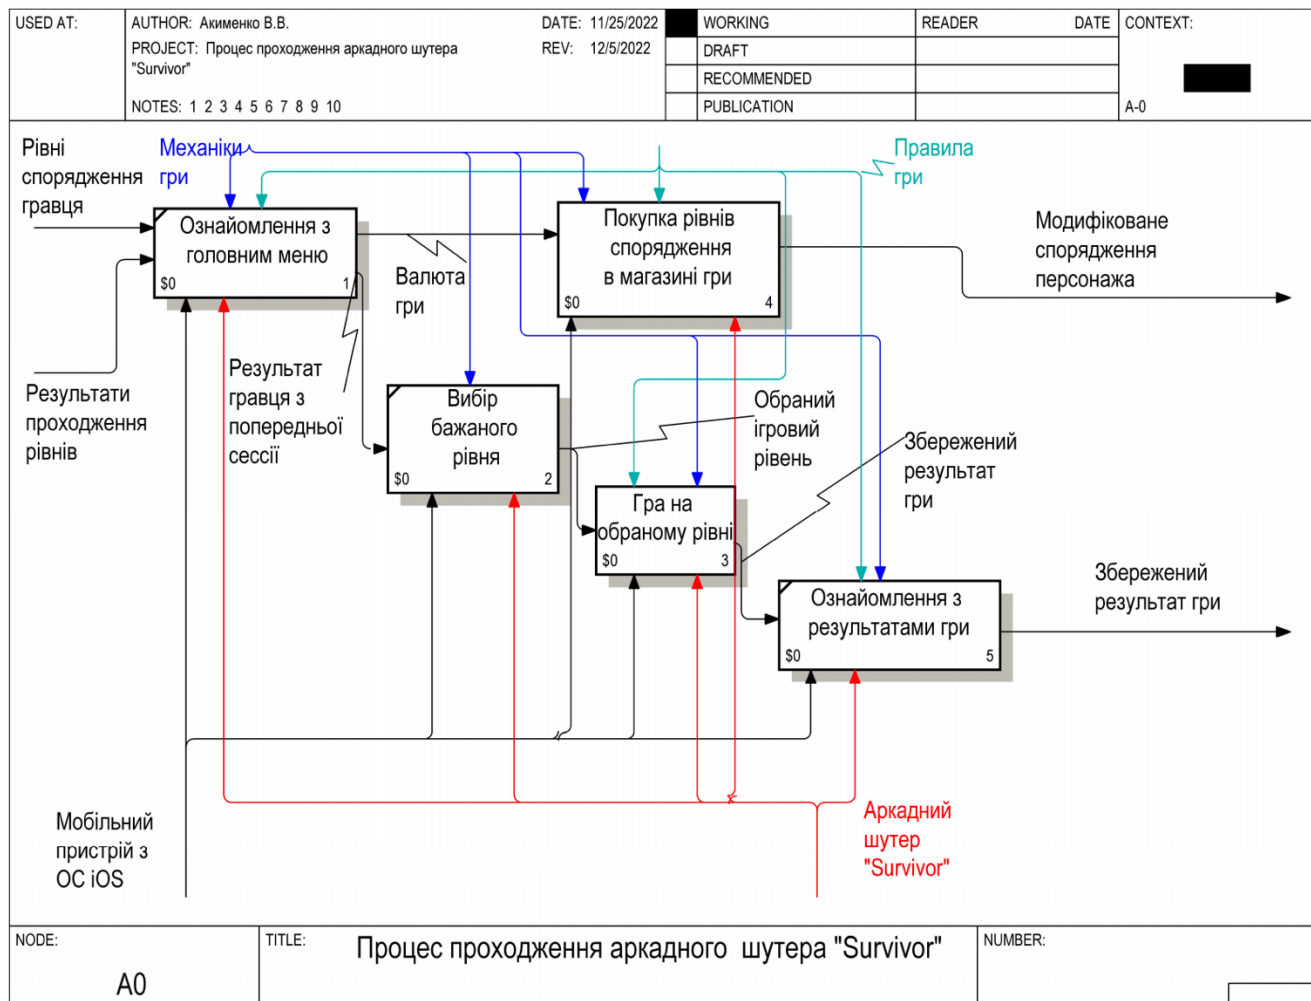 USED AT:
AUTHOR: Акименко В.В.
DATE: 11/25/2022
PROJECT: Процес проходження аркадного шутера
"Survivor"
REV: 12/5/2022
NOTES: 1 2 3 4 5 6 7 8 9 10
WORKING
DRAFT
RECOMMENDED
PUBLICATION
READER
DATE
CONTEXT:
A-0
Рівні
спорядження
гравця
Механіки
гри
Правила
гри
Ознайомлення з
головним меню
$0
1
Покупка рівнів
спорядження
в магазині гри
$0
4
Модифіковане
спорядження
персонажа
Валюта
гри
Результати
проходження
рівнів
Результат
гравця з
попередньої
сессії
Вибір
бажаного
рівня
$0
2
Обраний
ігровий
рівень
Збережений
результат
гри
Гра на
обраному рівні
$0
3
Ознайомлення з
результатами гри
$0
5
Збережений
результат гри
Мобільний
пристрій з
ОС iOS
Аркадний
шутер
"Survivor"
NODE:
A0
TITLE:
Процес проходження аркадного шутера "Survivor"
NUMBER: